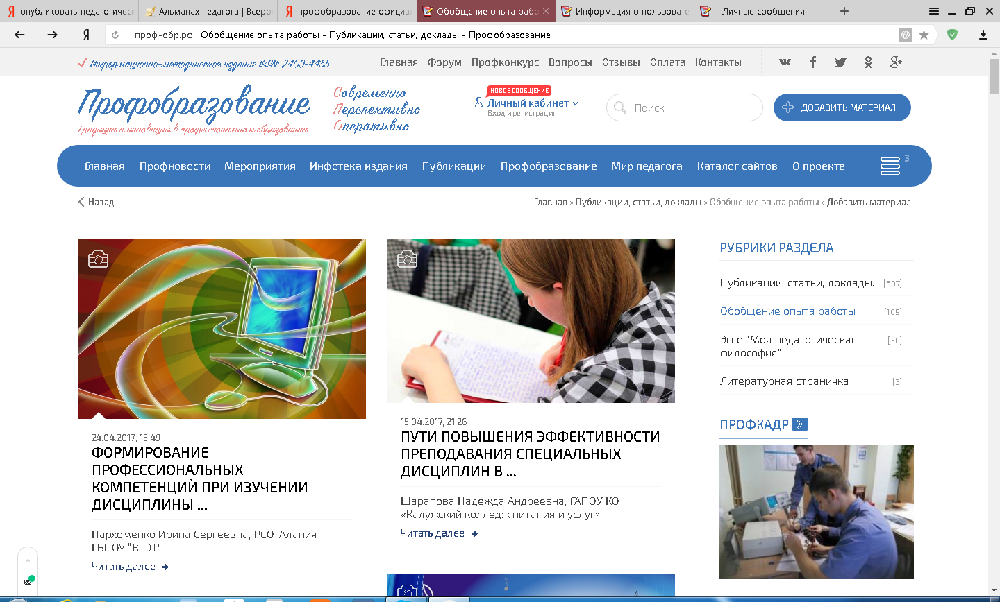 опубликовать педагогичес
Альманах педагога | Всеро
профобразование официа
Обобщение опыта рабо
Информация о пользовате
Личные сообщения
проф-обр.рф Обобщение опыта работы - Публикации, статьи, доклады - Профобразование
Информационно-методическое издание ISSN: 2409-4455
Главная Форум Профконкурс Вопросы Отзывы Оплата Контакты
Профобразование
Традиции и инновации в профессиональном образовании
Современно
Перспективно
Оперативно
НОВОЕ СООБЩЕНИЕ
Личный кабинет
Вход и регистрация
Поиск
ДОБАВИТЬ МАТЕРИАЛ
Главная Профновости Мероприятия Инфотека издания Публикации Профобразование Мир педагога Каталог сайтов О проекте 3
Назад
Главная » Публикации, статьи, доклады » Обобщение опыта работы » Добавить материал
24.04.2017, 13:49
ФОРМИРОВАНИЕ
ПРОФЕССИОНАЛЬНЫХ
КОМПЕТЕНЦИЙ ПРИ ИЗУЧЕНИИ
ДИСЦИПЛИНЫ ...
Пархоменко Ирина Сергеевна, РСО-Алания
ГБПОУ "ВТЭТ"
Читать далее
15.04.2017, 21:26
ПУТИ ПОВЫШЕНИЯ ЭФФЕКТИВНОСТИ
ПРЕПОДАВАНИЯ СПЕЦИАЛЬНЫХ
ДИСЦИПЛИН В ...
Шарапова Надежда Андреевна, ГАПОУ КО
«Калужский колледж питания и услуг»
Читать далее
РУБРИКИ РАЗДЕЛА
Публикации, статьи, доклады. [607]
Обобщение опыта работы [109]
Эссе "Моя педагогическая [30]
философия"
Литературная страничка [3]
ПРОФКАДР